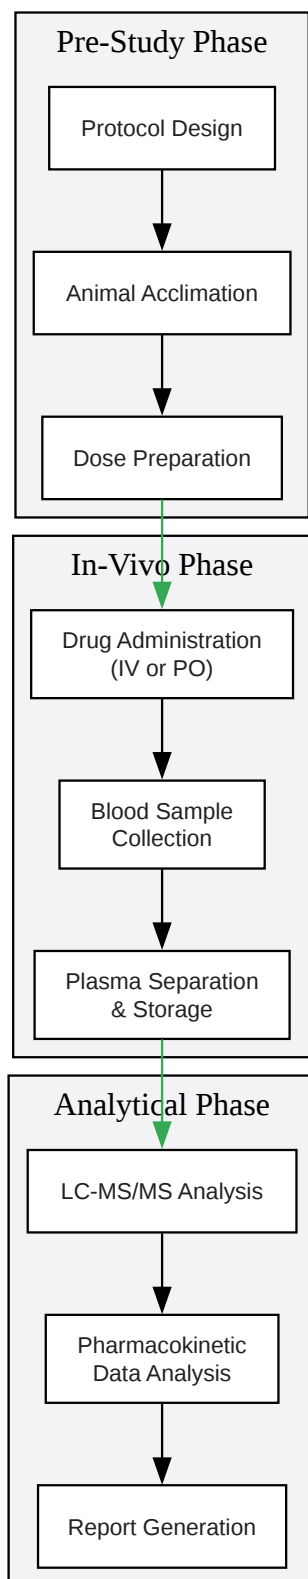 Pre-Study Phase
Protocol Design
Animal Acclimation
Dose Preparation
In-Vivo Phase
Drug Administration
(IV or PO)
Blood Sample
Collection
Plasma Separation
& Storage
Analytical Phase
LC-MS/MS Analysis
Pharmacokinetic
Data Analysis
Report Generation